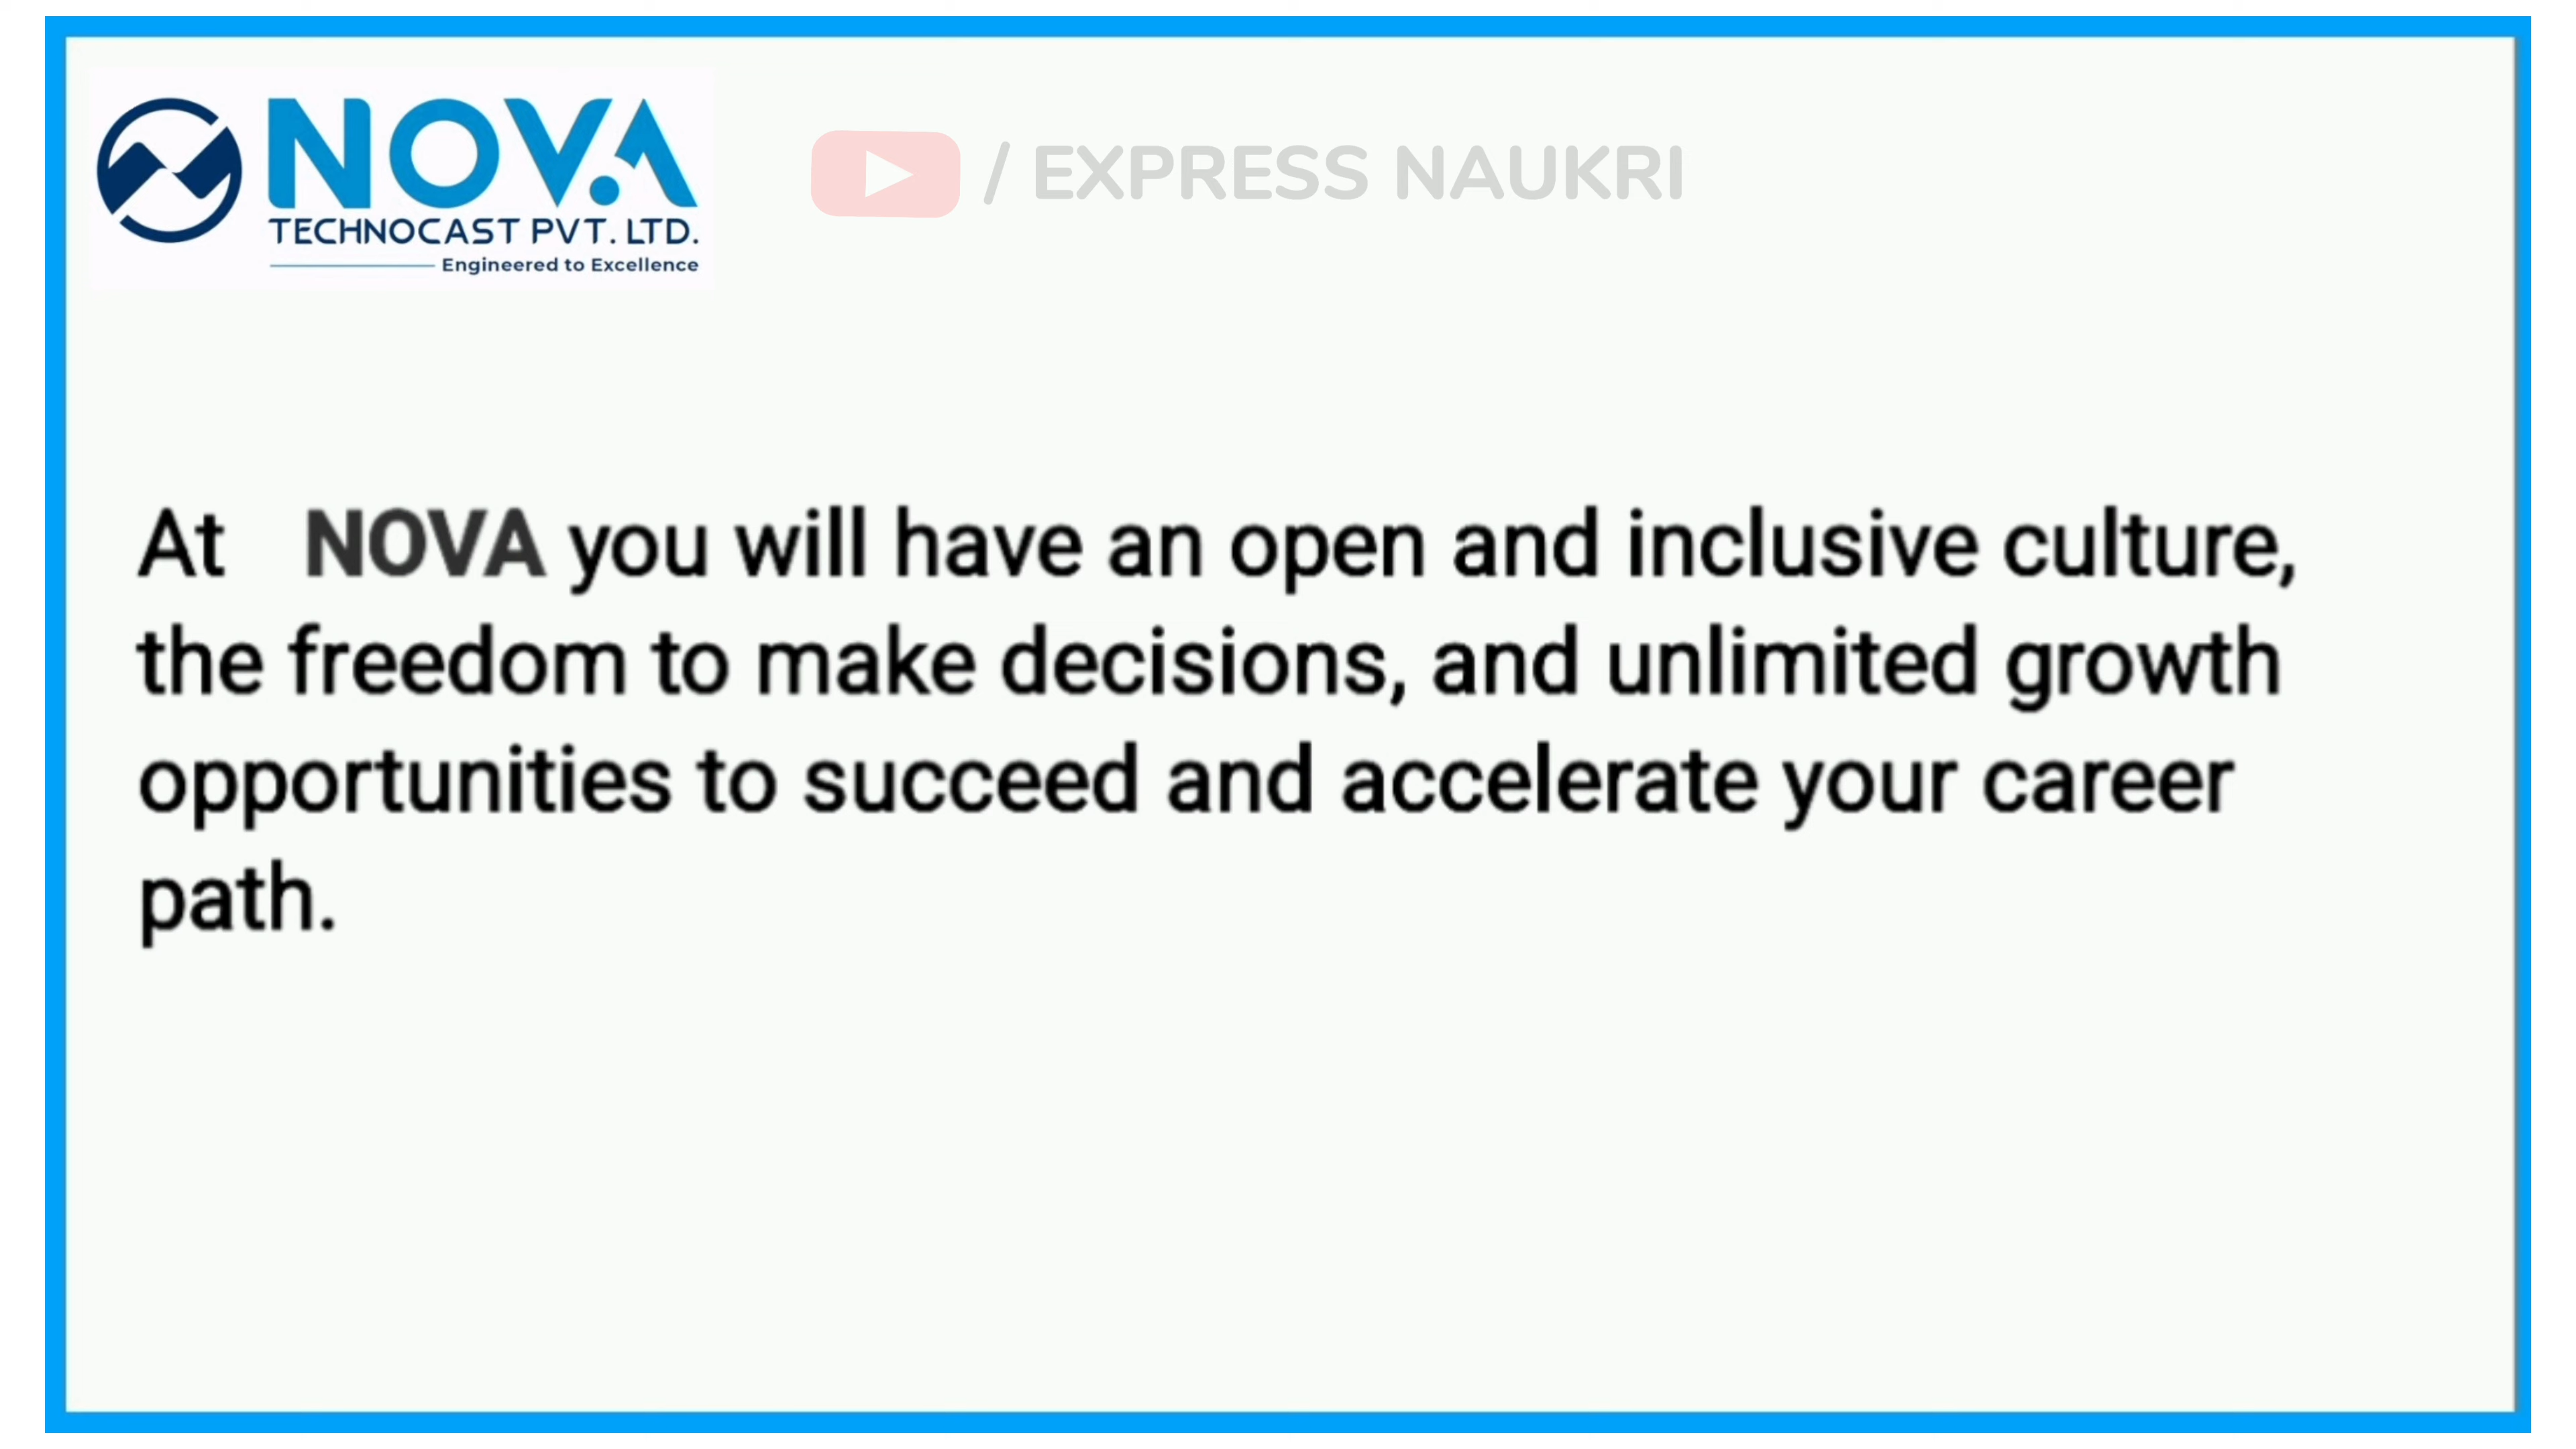 NOVA
TECHNOCAST PVT. LTD.
Engineered to Excellence
/ EXPRESS NAUKRI
At NOVA you will have an open and inclusive culture,
the freedom to make decisions, and unlimited growth
opportunities to succeed and accelerate your career
path.